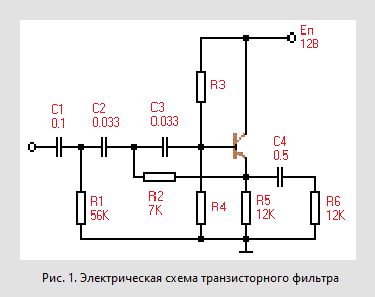 Еп
12В
C1
0.1
C2
0.033
C3
0.033
R3
C4
0.5
R1
56K
R2
7K
R4
R5
12K
R6
12K
Рис. 1. Электрическая схема транзисторного фильтра